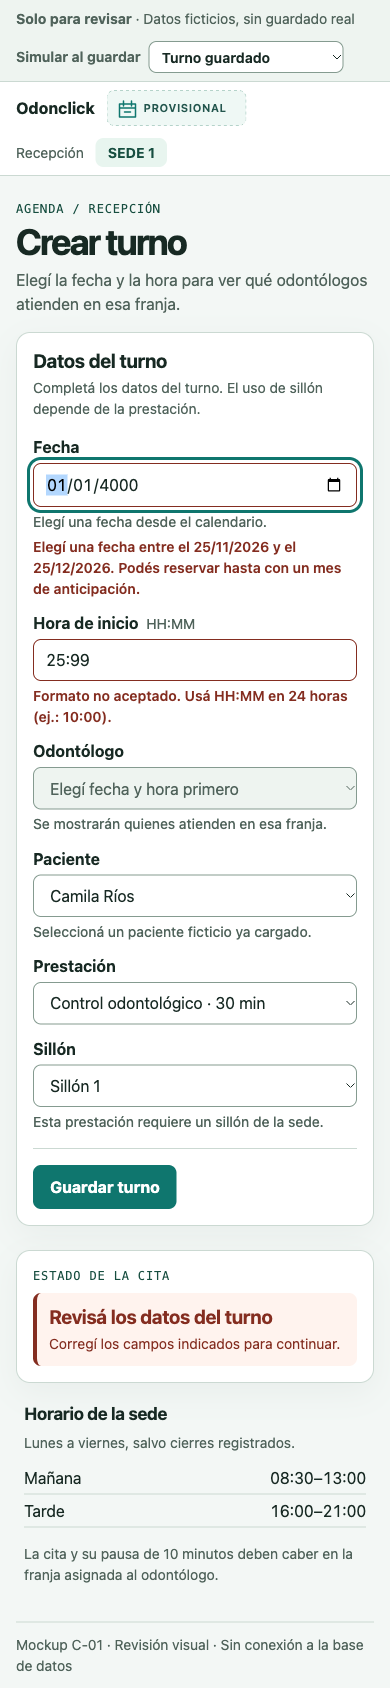 Solo para revisar · Datos ficticios, sin guardado real
Simular al guardar Turno guardado
Odonclick PROVISIONAL
Recepción SEDE 1
AGENDA / RECEPCIÓN
Crear turno
Elegí la fecha y la hora para ver qué odontólogos
atienden en esa franja.
Datos del turno
Completá los datos del turno. El uso de sillón
depende de la prestación.
Fecha
01/01/4000
Elegí una fecha desde el calendario.
Elegí una fecha entre el 25/11/2026 y el
25/12/2026. Podés reservar hasta con un mes
de anticipación.
Hora de inicio HH:MM
25:99
Formato no aceptado. Usá HH:MM en 24 horas
(ej.: 10:00).
Odontólogo
Elegí fecha y hora primero
Se mostrarán quienes atienden en esa franja.
Paciente
Camila Ríos
Seleccioná un paciente ficticio ya cargado.
Prestación
Control odontológico · 30 min
Sillón
Sillón 1
Esta prestación requiere un sillón de la sede.
Guardar turno
ESTADO DE LA CITA
Revisá los datos del turno
Corregí los campos indicados para continuar.
Horario de la sede
Lunes a viernes, salvo cierres registrados.
Mañana 08:30–13:00
Tarde 16:00–21:00
La cita y su pausa de 10 minutos deben caber en la
franja asignada al odontólogo.
Mockup C-01 · Revisión visual · Sin conexión a la base
de datos